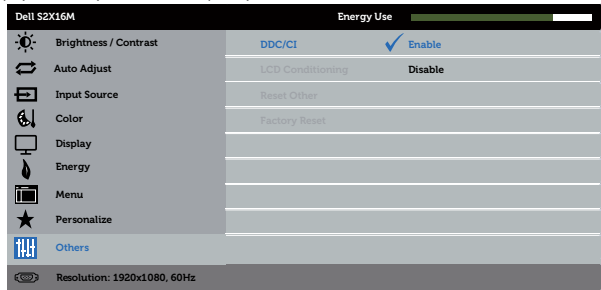 Dell S2X16M Energy Use
Brightness / Contrast DDC/CI Enable
Auto Adjust LCD Conditioning Disable
Input Source Reset Other
Color Factory Reset
Display
Energy
Menu
Personalize
Others
Resolution: 1920x1080, 60Hz